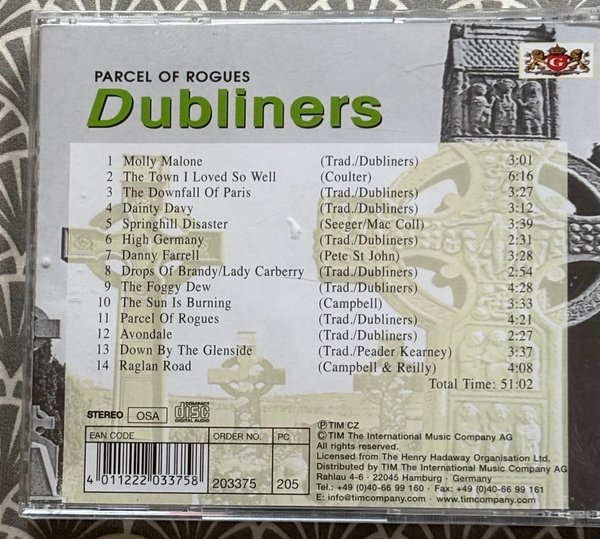 PARCEL OF ROGUES
Dubliners
G
1 Molly Malone (Trad./Dubliners) 3:01
2 The Town I Loved So Well (Coulter) 6:16
3 The Downfall Of Paris (Trad./Dubliners) 3:27
4 Dainty Davy (Trad./Dubliners) 3:12
5 Springhill Disaster (Seeger/Mac Coll) 3:39
6 High Germany (Trad./Dubliners) 2:31
7 Danny Farrell (Pete St John) 3:28
8 Drops Of Brandy/Lady Carberry (Trad./Dubliners) 2:54
9 The Foggy Dew (Trad./Dubliners) 4:28
10 The Sun Is Burning (Campbell) 3:33
11 Parcel Of Rogues (Trad./Dubliners) 4:21
12 Avondale (Trad./Dubliners) 2:27
13 Down By The Glenside (Trad./Peader Kearney) 3:37
14 Raglan Road (Campbell & Reilly) 4:08
Total Time: 51:02
STEREO OSA COMPACT disc DIGITAL AUDIO
EAN CODE ORDER NO. PC
4 011222 033758 203375 205
℗ TIM CZ
© TIM The International Music Company AG
All rights reserved.
Licensed from The Henry Hadaway Organisation Ltd.
Distributed by TIM The International Music Company AG
Rahlau 4-6 - 22045 Hamburg - Germany
Tel.: +49 (0)40-66 99 160 - Fax: +49 (0)40-66 99 161
E: info@timcompany.com - www.timcompany.com